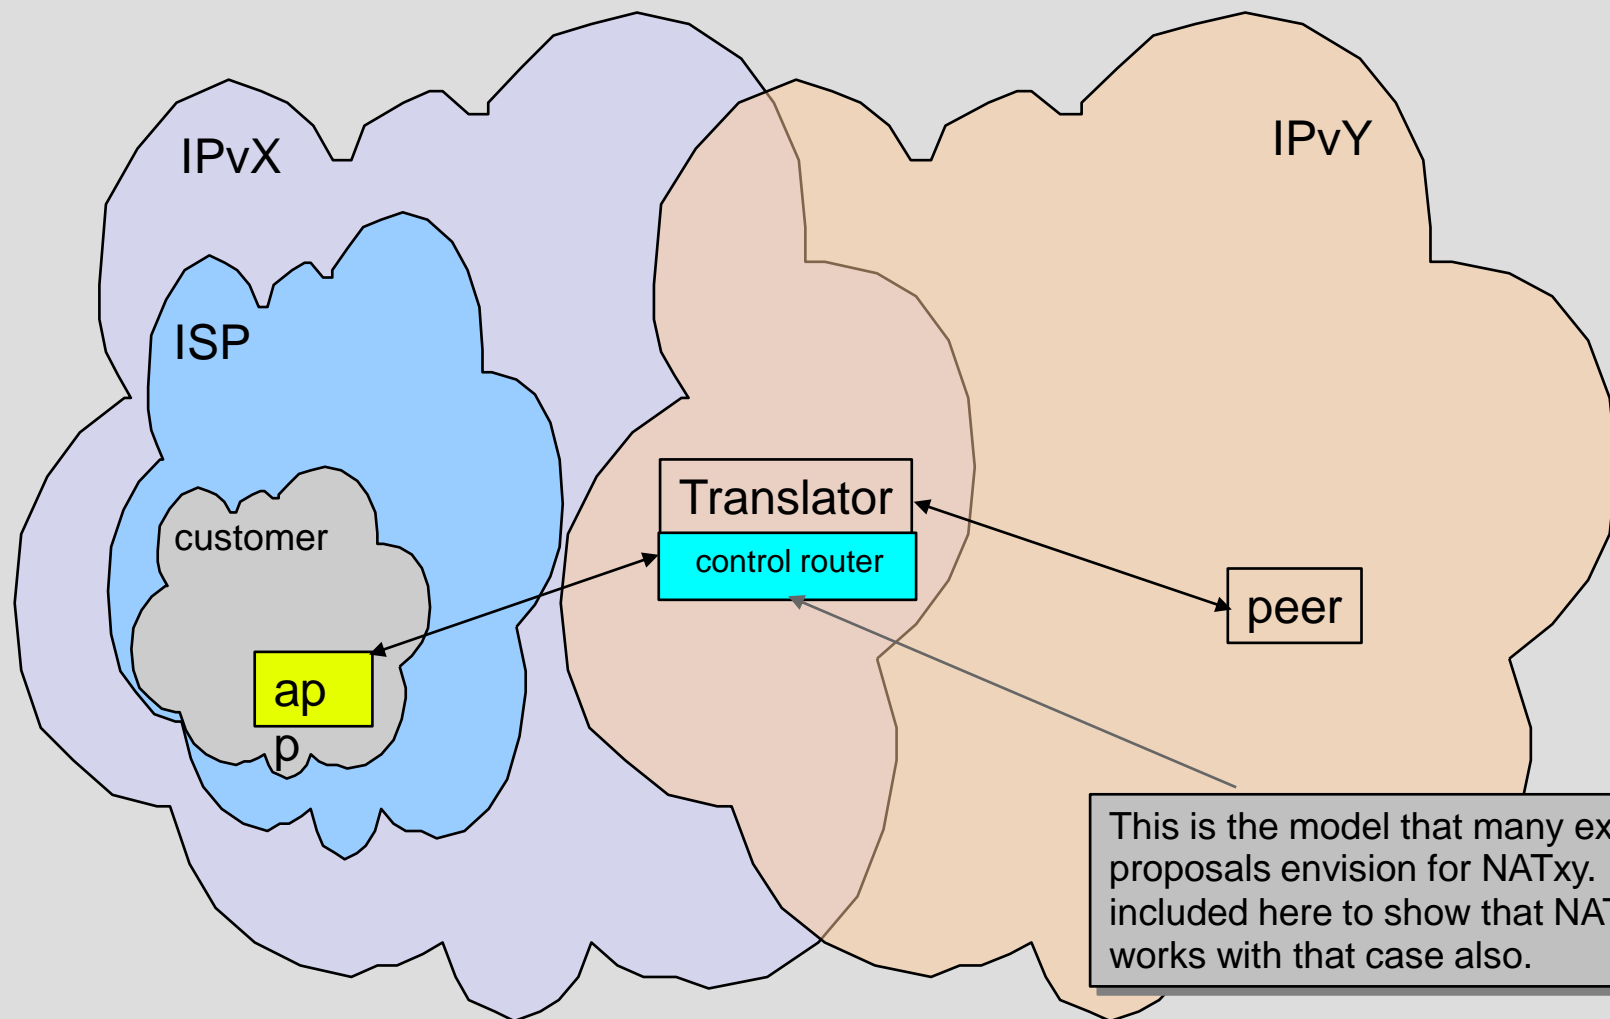 IPvX
IPvY
ISP
customer
Translator
control router
peer
ap
p
This is the model that many ex
proposals envision for NATxy.
included here to show that NAT
works with that case also.